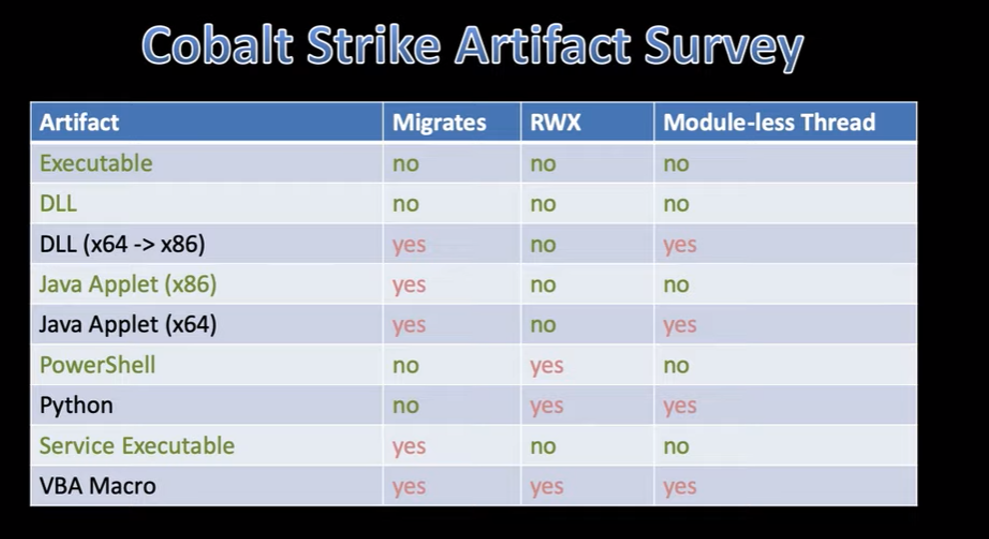 Cobalt Strike Artifact Survey
Artifact Migrates RWX Module-less Thread
Executable no no no
DLL no no no
DLL (x64 -> x86) yes no yes
Java Applet (x86) yes no no
Java Applet (x64) yes no yes
PowerShell no yes no
Python no yes yes
Service Executable yes no no
VBA Macro yes yes yes